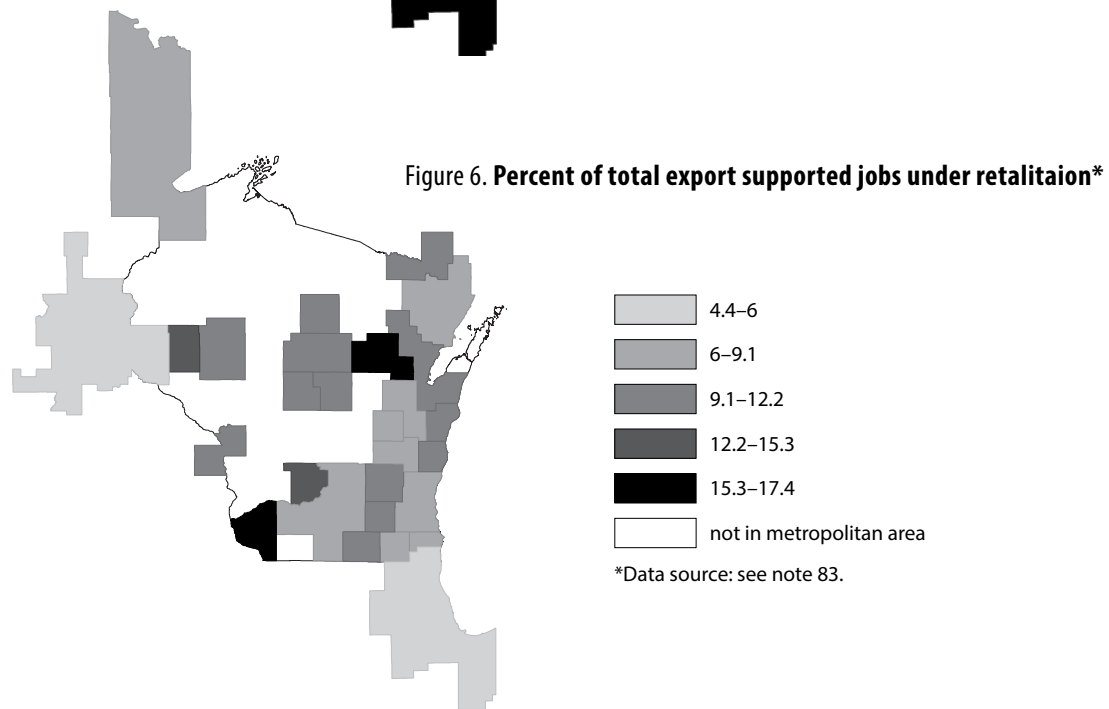 Figure 6. Percent of total export supported jobs under retalitaion*
4.4–6
6–9.1
9.1–12.2
12.2–15.3
15.3–17.4
not in metropolitan area
*Data source: see note 83.